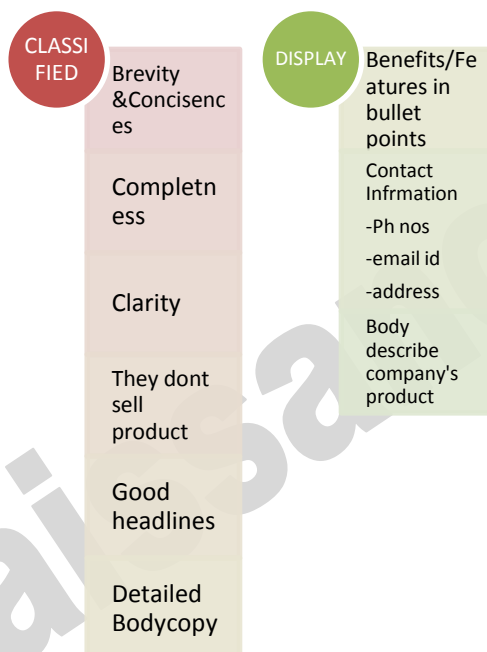 CLASSI
FIED
Brevity
&Concisenc
es
Completn
ess
Clarity
They dont
sell
product
Good
headlines
Detailed
Bodycopy
DISPLAY
Benefits/Fe
atures in
bullet
points
Contact
Infrmation
-Ph nos
-email id
-address
Body
describe
company's
product